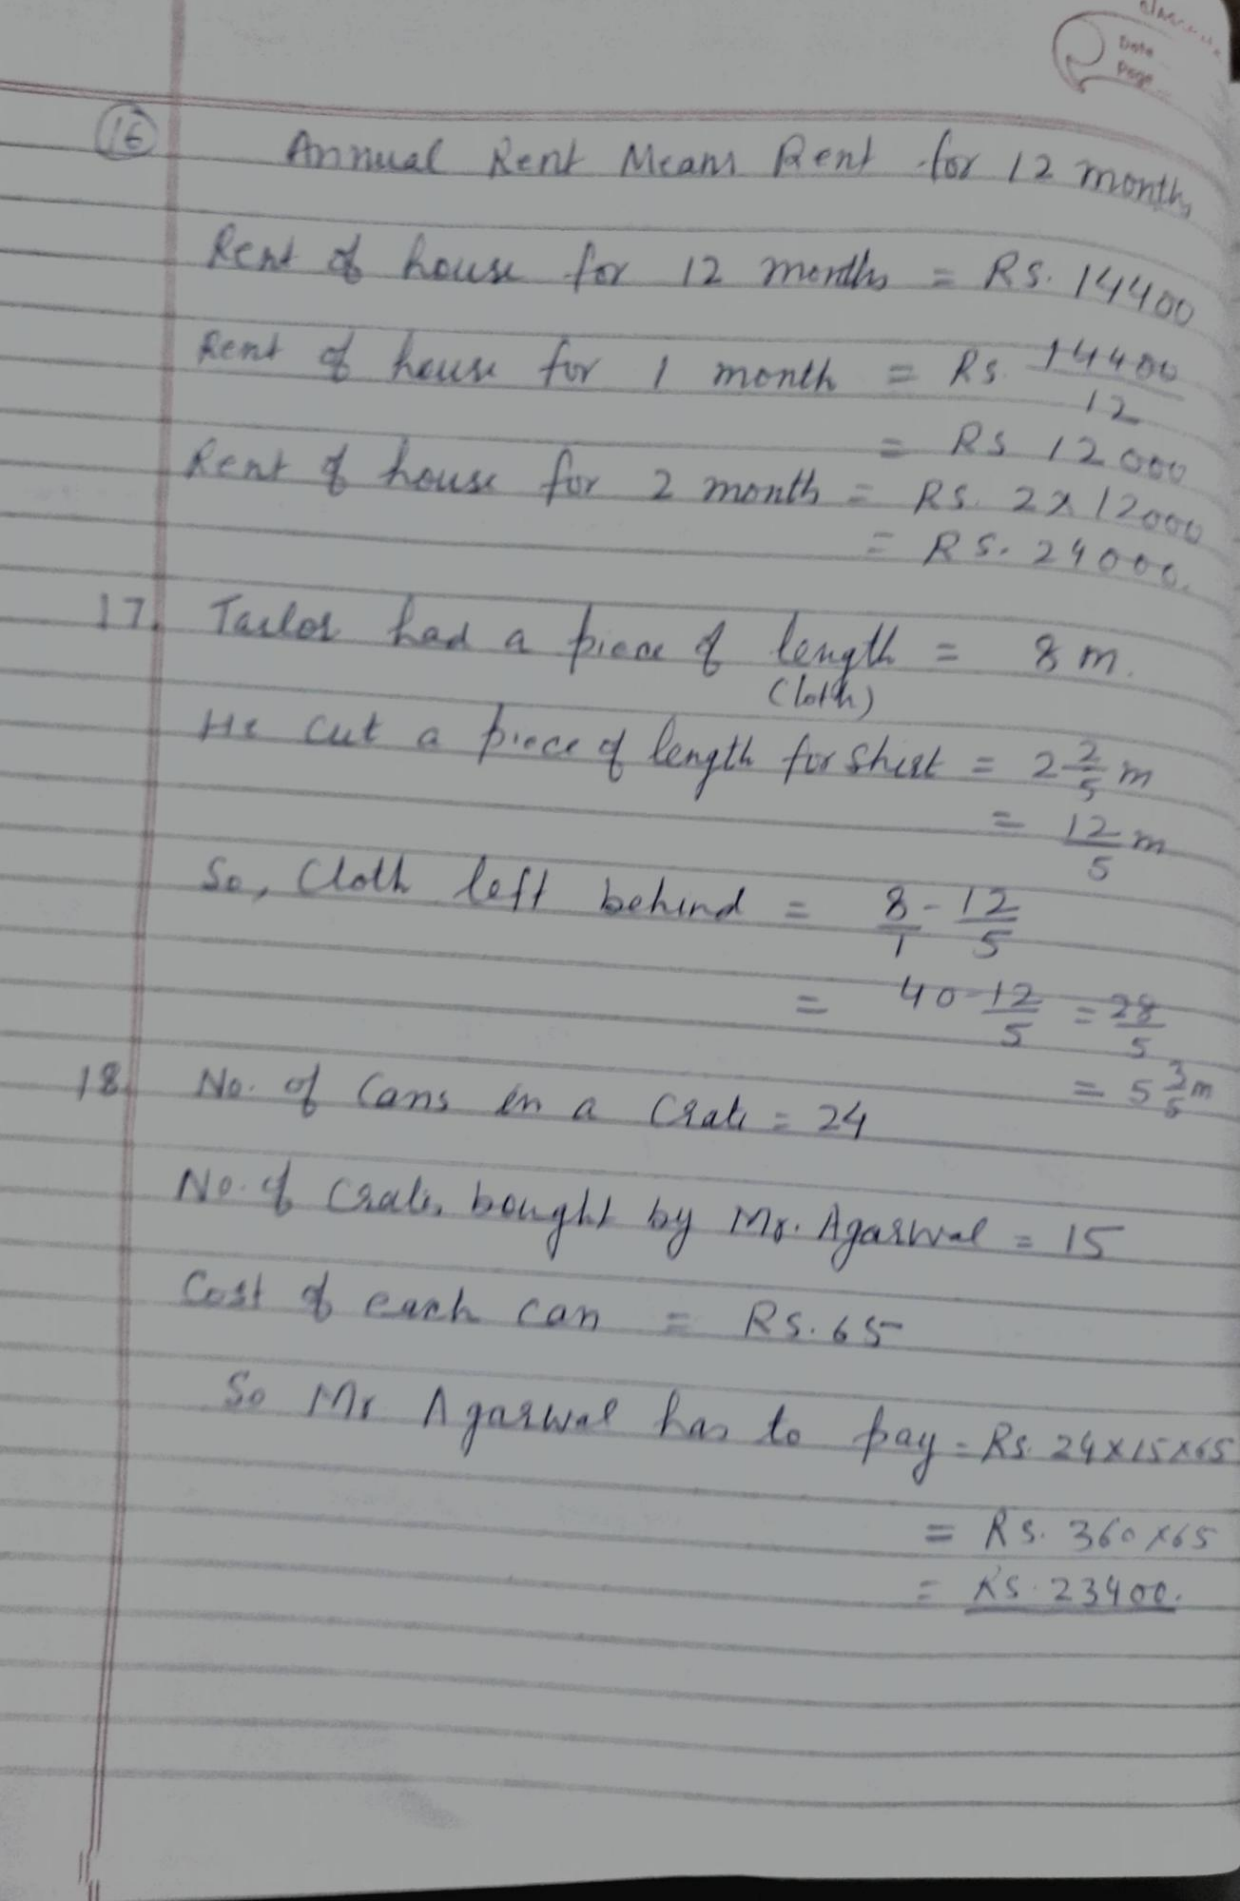 classmate
Date
Page
16 Annual Rent Means Rent for 12 months
Rent of house for 12 months = RS. 14400
Rent of house for 1 month = Rs. 14400/12
= RS 12000
Rent of house for 2 month = RS. 2x12000
= RS. 24000.
17. Tailor had a piece of length = 8 m.
(Cloth)
He cut a piece of length for Shirt = 2 2/5 m
= 12/5 m
So, Cloth left behind = 8/1 - 12/5
= 40-12/5 = 28/5
= 5 3/5 m
18. No. of Cans in a Crate = 24
No. of Crates bought by Mr. Agarwal = 15
Cost of each can = RS. 65
So Mr Agarwal has to pay = Rs. 24x15x65
= RS. 360x65
= RS. 23400.